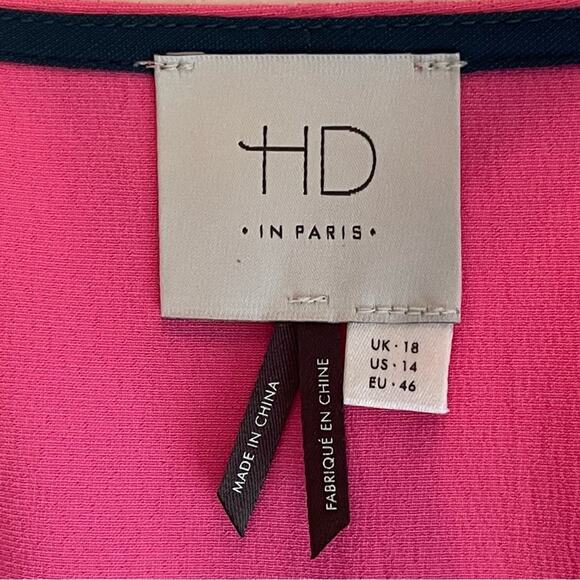 HD
• IN PARIS •
UK • 18
US • 14
EU • 46
MADE IN CHINA
FABRIQUÉ EN CHINE